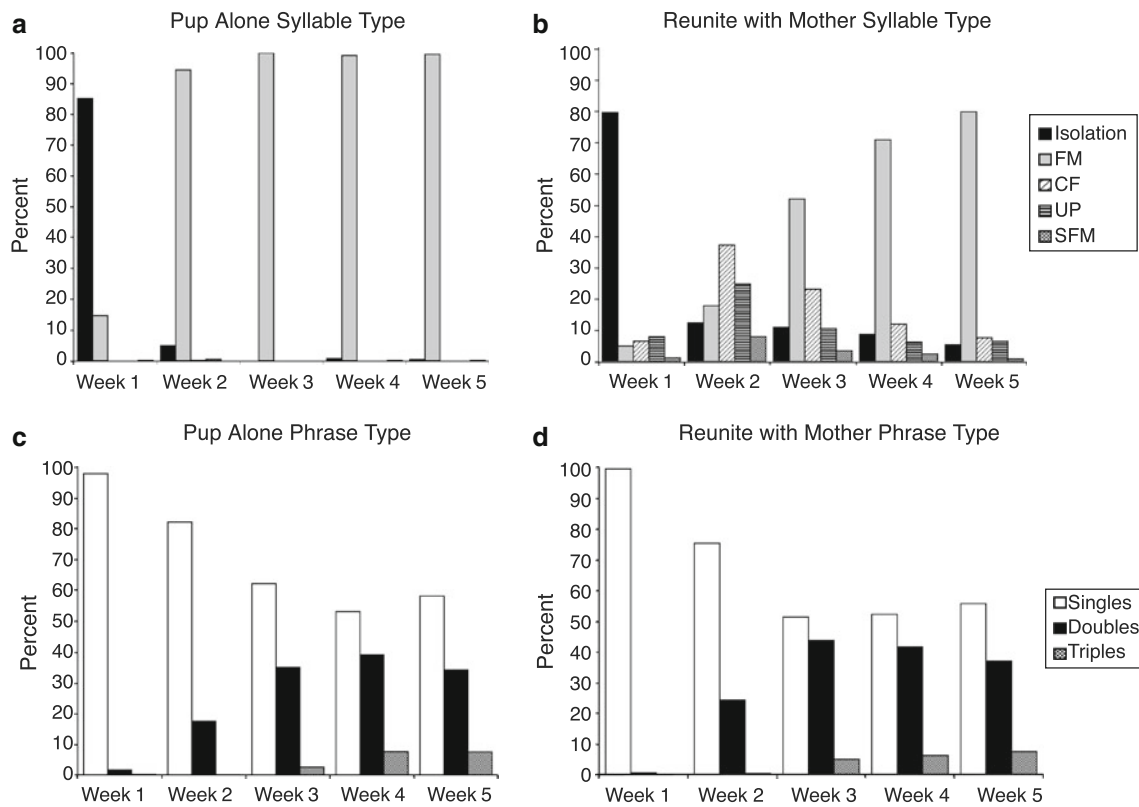 a Pup Alone Syllable Type
100
90
80
70
60
50
40
30
20
10
0
Percent
Week 1 Week 2 Week 3 Week 4 Week 5
b Reunite with Mother Syllable Type
100
90
80
70
60
50
40
30
20
10
0
Percent
Week 1 Week 2 Week 3 Week 4 Week 5
Isolation
FM
CF
UP
SFM
c Pup Alone Phrase Type
100
90
80
70
60
50
40
30
20
10
0
Percent
Week 1 Week 2 Week 3 Week 4 Week 5
d Reunite with Mother Phrase Type
100
90
80
70
60
50
40
30
20
10
0
Percent
Week 1 Week 2 Week 3 Week 4 Week 5
Singles
Doubles
Triples